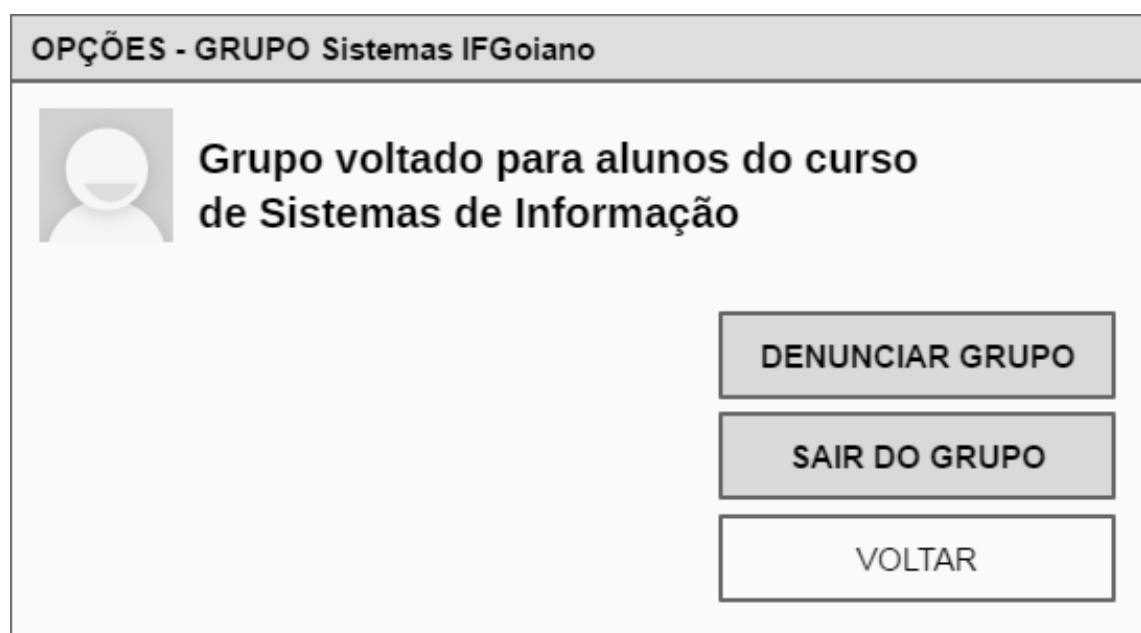 OPÇÕES - GRUPO Sistemas IFGoiano
Grupo voltado para alunos do curso
de Sistemas de Informação
DENUNCIAR GRUPO
SAIR DO GRUPO
VOLTAR